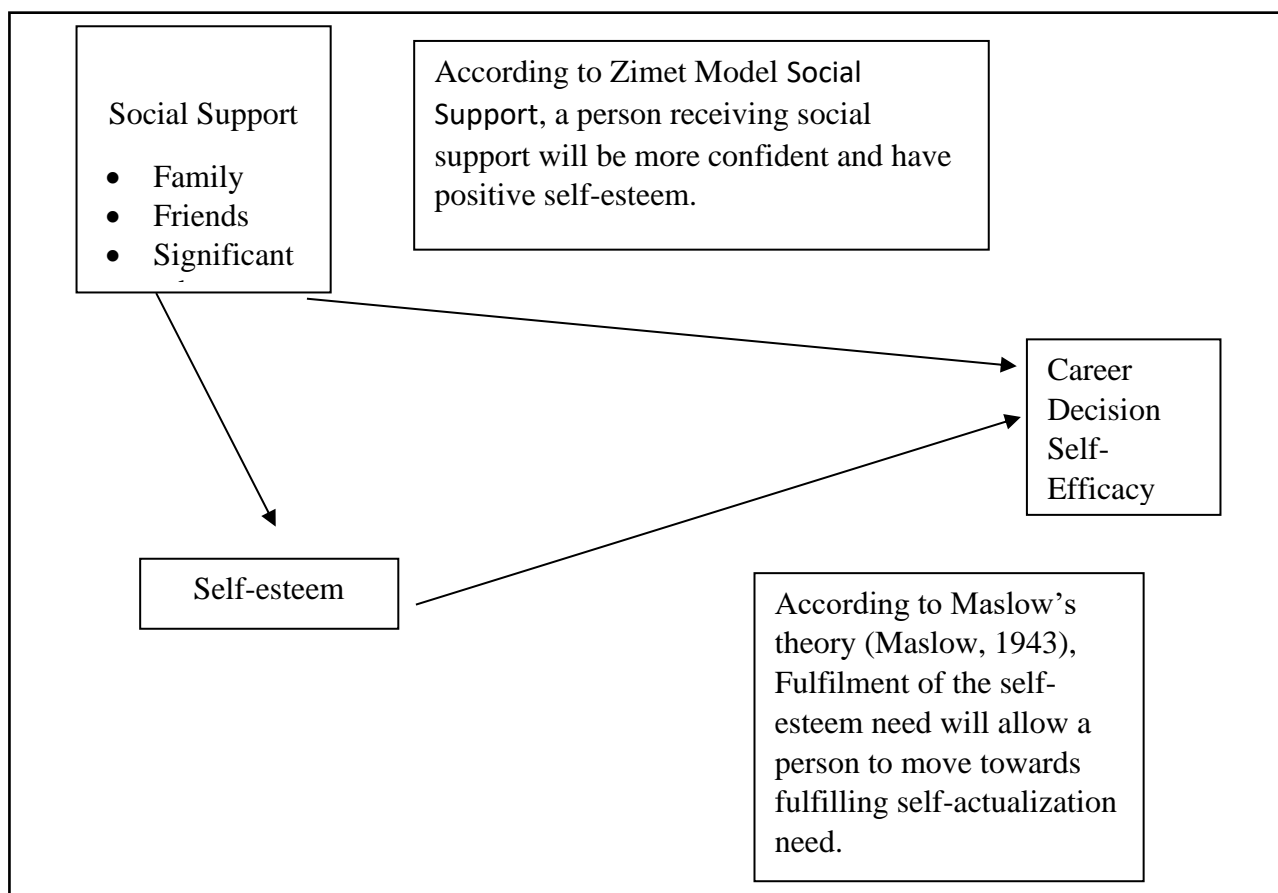 Social Support
• Family
• Friends
• Significant
According to Zimet Model Social
Support, a person receiving social
support will be more confident and have
positive self-esteem.
Career
Decision
Self-
Efficacy
Self-esteem
According to Maslow’s
theory (Maslow, 1943),
Fulfilment of the self-
esteem need will allow a
person to move towards
fulfilling self-actualization
need.